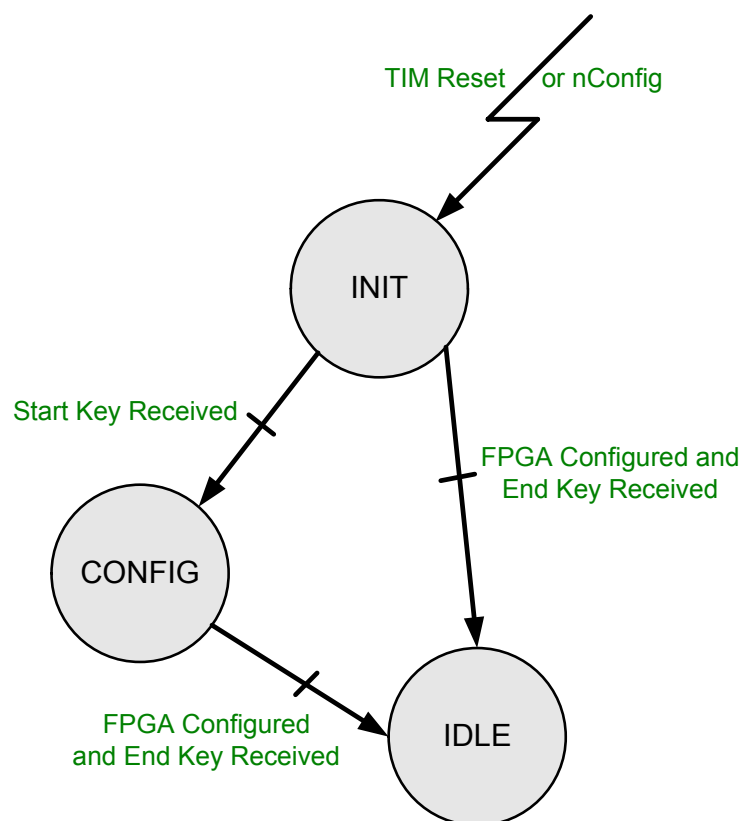 TIM Reset or nConfig
INIT
Start Key Received
FPGA Configured and
End Key Received
CONFIG
FPGA Configured
and End Key Received
IDLE